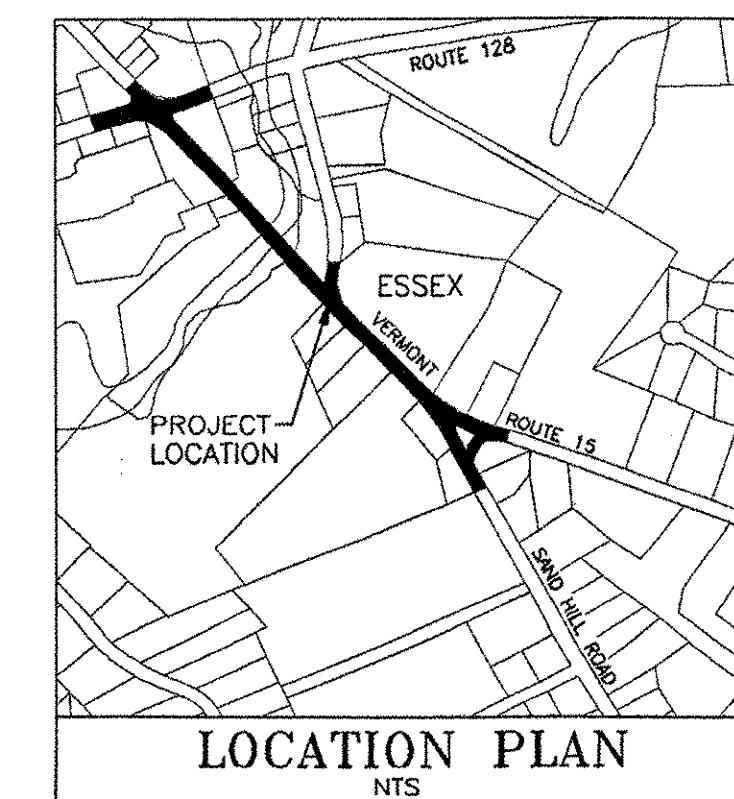 ROUTE 128
ESSEX
VERMONT
PROJECT
LOCATION
ROUTE 15
SAND HILL ROAD
LOCATION PLAN
NTS